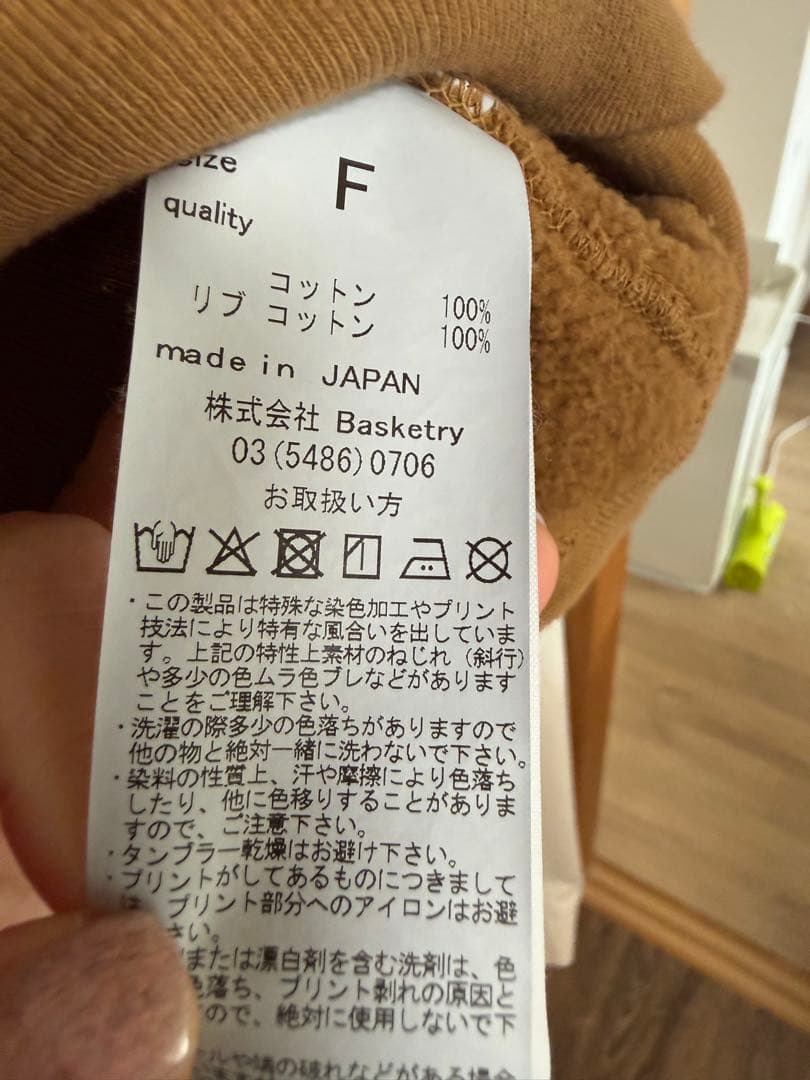 size F
quality
コットン 100%
リブ コットン 100%
made in JAPAN
株式会社 Basketry
03(5486)0706
お取扱い方
・この製品は特殊な染色加工やプリント
技法により特有な風合いを出していま
す。上記の特性上素材のねじれ（斜行）
や多少の色ムラ色ブレなどがあります
ことをご理解下さい。
・洗濯の際多少の色落ちがありますので
他の物と絶対一緒に洗わないで下さい。
・染料の性質上、汗や摩擦により色落ち
したり、他に色移りすることがありま
すので、ご注意下さい。
・タンブラー乾燥はお避け下さい。
・プリントがしてあるものにつきまして
は、プリント部分へのアイロンはお避
さい。
または漂白剤を含む洗剤は、色
色落ち、プリント剥れの原因と
ので、絶対に使用しないで下
の破れなどがある場合